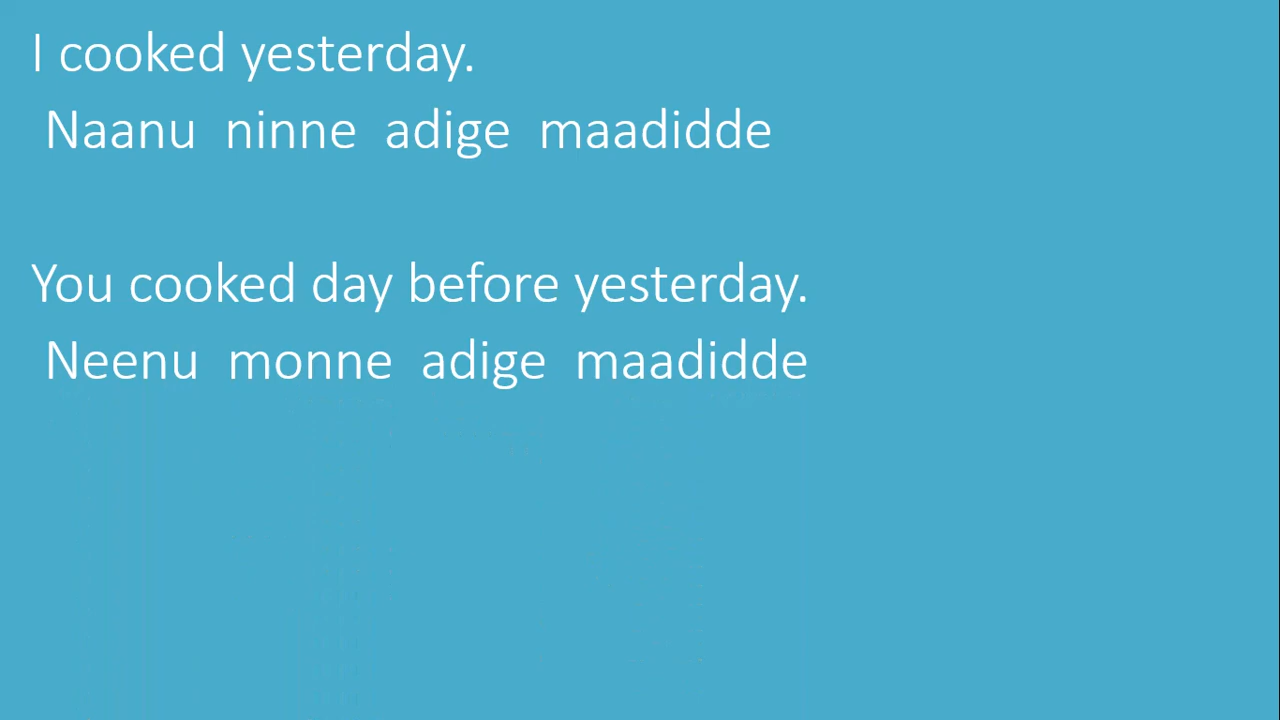 I cooked yesterday.
Naanu ninne adige maadidde
You cooked day before yesterday.
Neenu monne adige maadidde